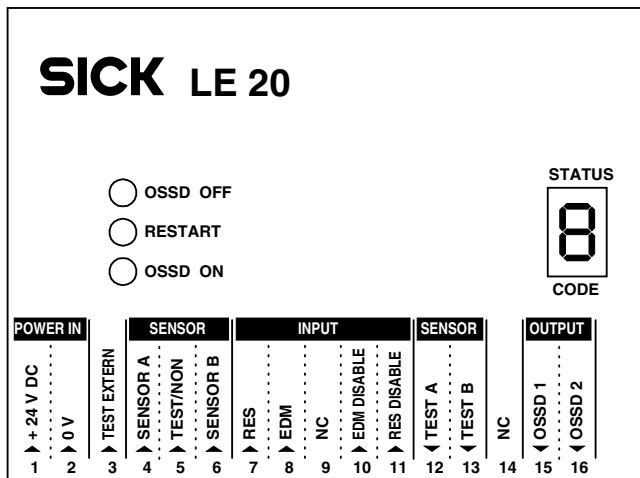 SICK LE 20
OSSD OFF
RESTART
OSSD ON
STATUS
8
CODE
POWER IN SENSOR INPUT SENSOR OUTPUT
+ 24 V DC
0 V
TEST EXTERN
SENSOR A
TEST/NON
SENSOR B
RES
EDM
NC
EDM DISABLE
RES DISABLE
TEST A
TEST B
NC
OSSD 1
OSSD 2
1 2 3 4 5 6 7 8 9 10 11 12 13 14 15 16